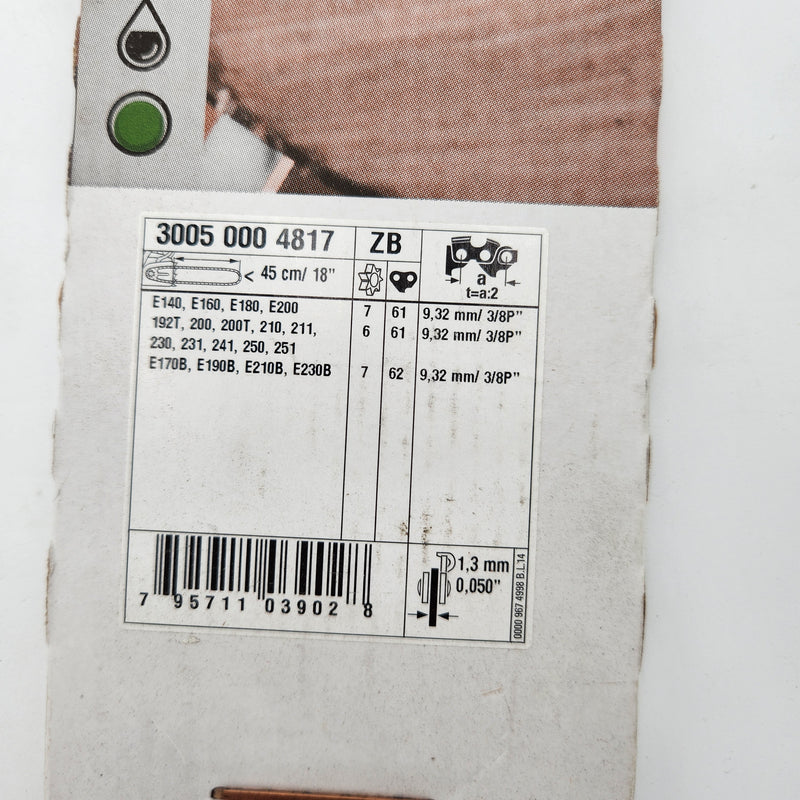 3005 000 4817 ZB
< 45 cm/ 18"
a
t=a:2
E140, E160, E180, E200 7 61 9,32 mm/ 3/8P"
192T, 200, 200T, 210, 211, 6 61 9,32 mm/ 3/8P"
230, 231, 241, 250, 251
E170B, E190B, E210B, E230B 7 62 9,32 mm/ 3/8P"
1,3 mm
0,050"
0000 967 4998 B.L14
7 95711 03902 8